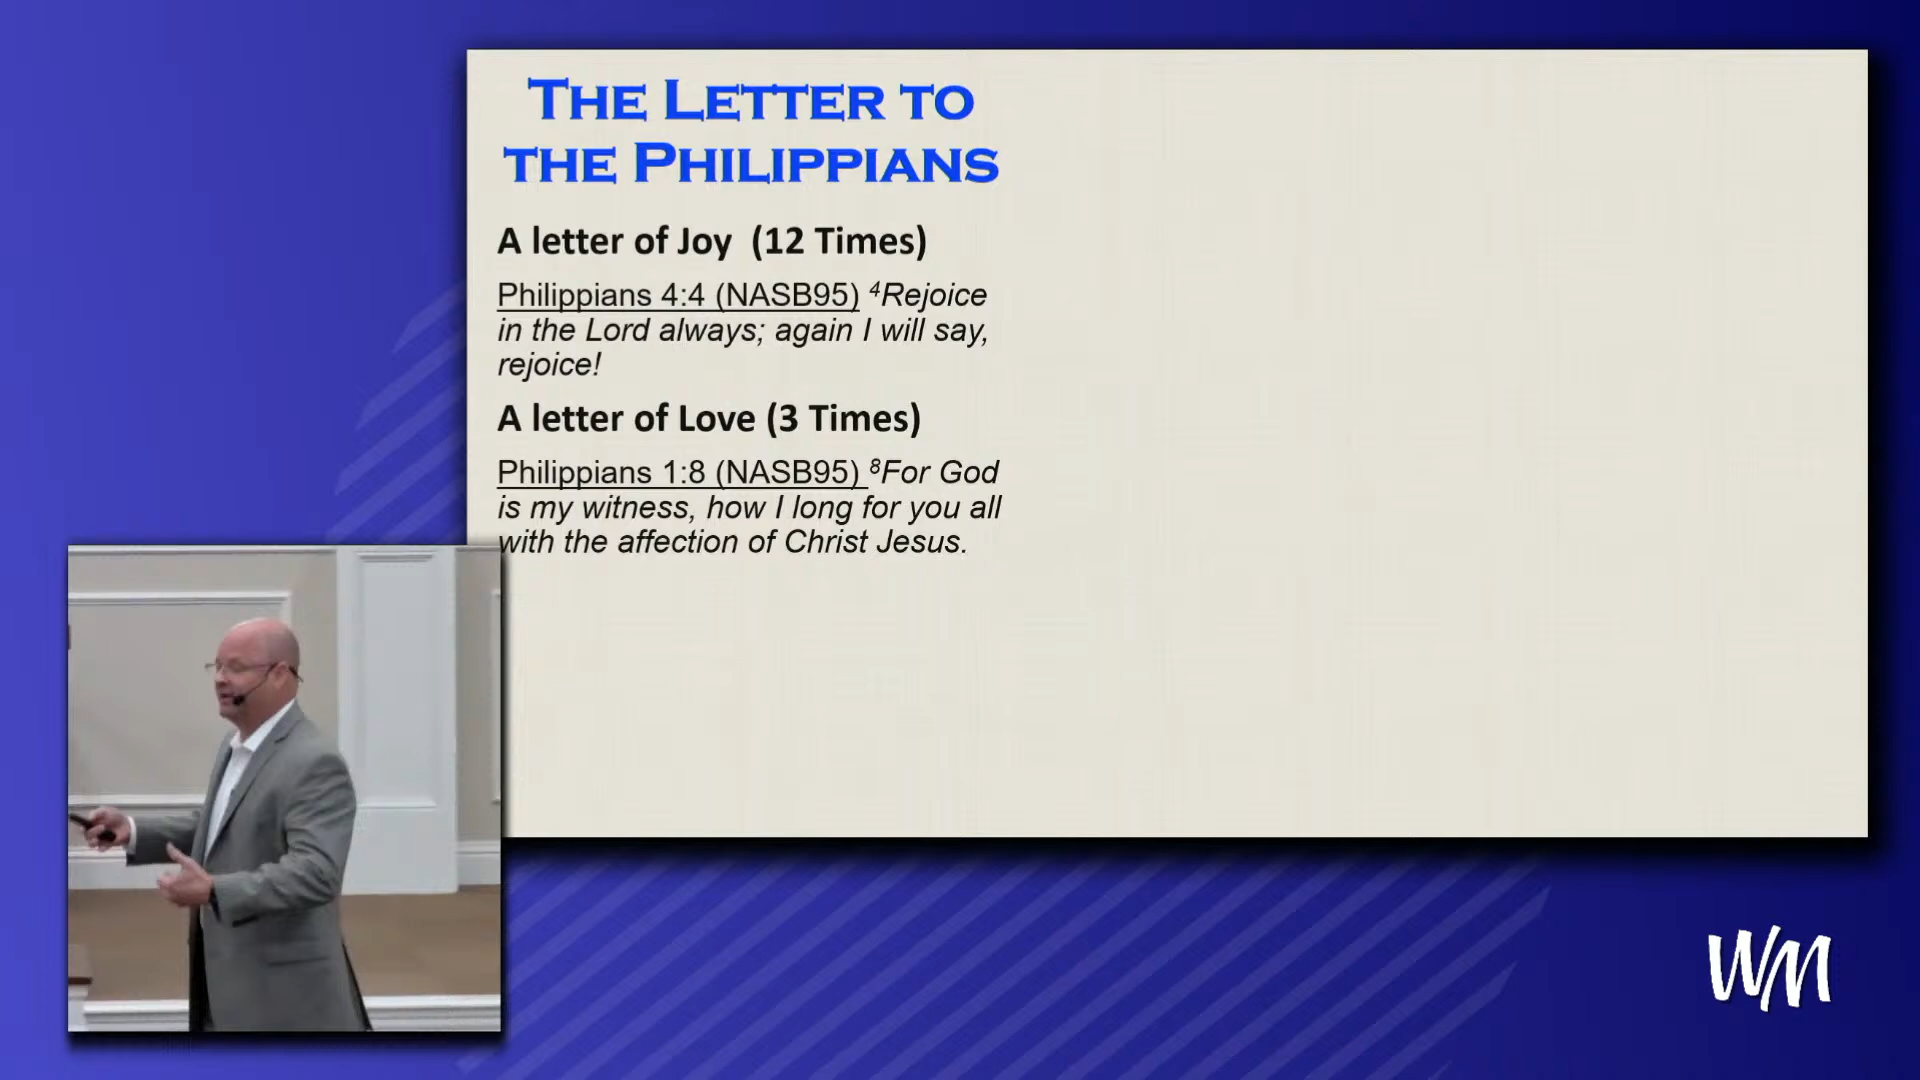 THE LETTER TO
THE PHILIPPIANS
A letter of Joy (12 Times)
Philippians 4:4 (NASB95) ⁴Rejoice
in the Lord always; again I will say,
rejoice!
A letter of Love (3 Times)
Philippians 1:8 (NASB95) ⁸For God
is my witness, how I long for you all
with the affection of Christ Jesus.
WM